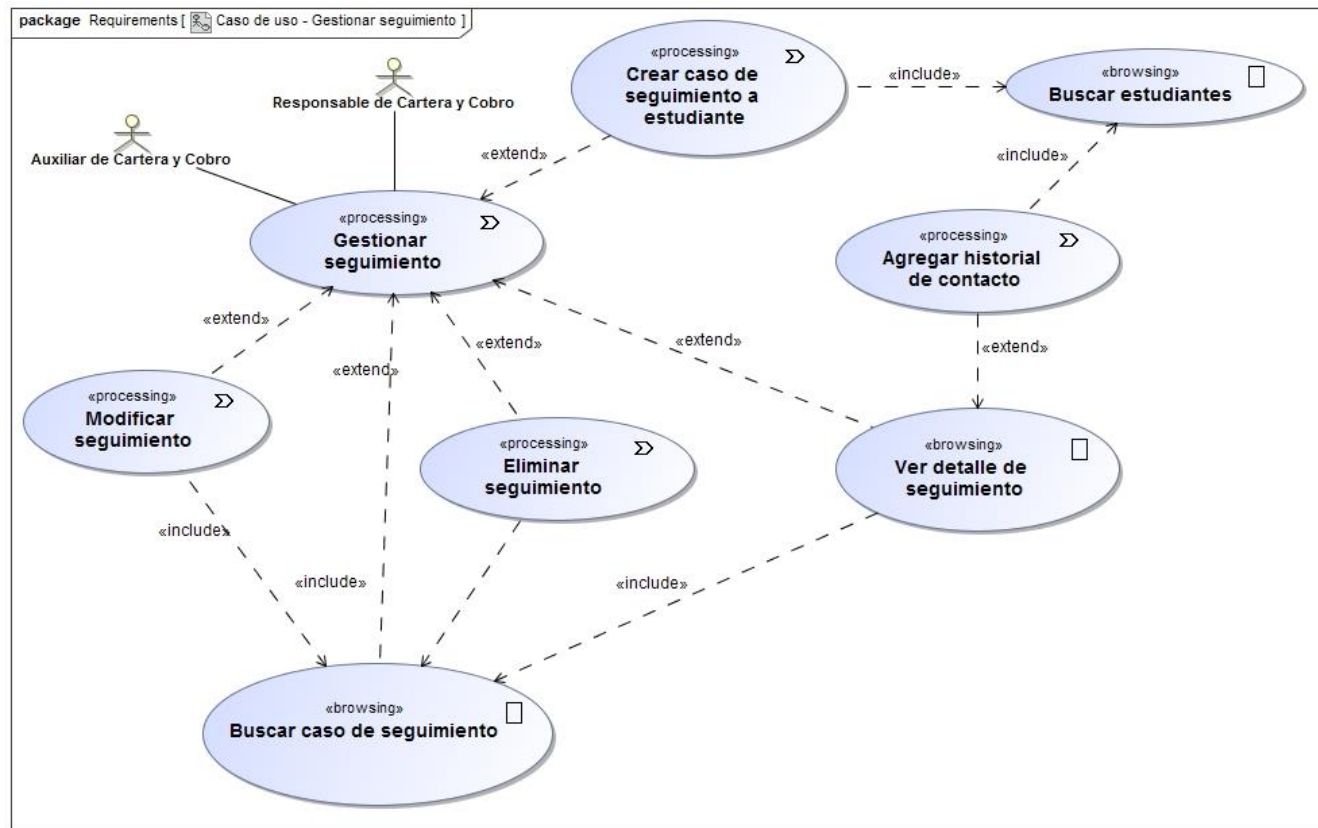 package Requirements [ Caso de uso - Gestionar seguimiento ]
Responsable de Cartera y Cobro
Auxiliar de Cartera y Cobro
«processing»
Crear caso de
seguimiento a
estudiante
«include»
«browsing»
Buscar estudiantes
«extend»
«include»
«processing»
Gestionar
seguimiento
«processing»
Agregar historial
de contacto
«extend»
«extend»
«extend»
«extend»
«extend»
«processing»
Modificar
seguimiento
«processing»
Eliminar
seguimiento
«browsing»
Ver detalle de
seguimiento
«include»
«include»
«include»
«browsing»
Buscar caso de seguimiento